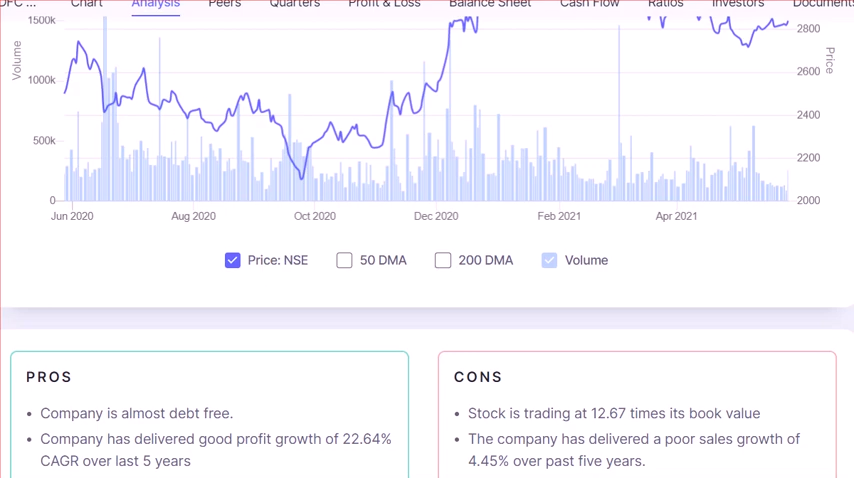 DFC ... Chart Analysis Peers Quarters Profit & Loss Balance Sheet Cash Flow Ratios Investors Documents
1500k 2800
Volume Price
1000k 2600
2400
500k 2200
0 2000
Jun 2020 Aug 2020 Oct 2020 Dec 2020 Feb 2021 Apr 2021
Price: NSE 50 DMA 200 DMA Volume
PROS
• Company is almost debt free.
• Company has delivered good profit growth of 22.64%
CAGR over last 5 years
CONS
• Stock is trading at 12.67 times its book value
• The company has delivered a poor sales growth of
4.45% over past five years.